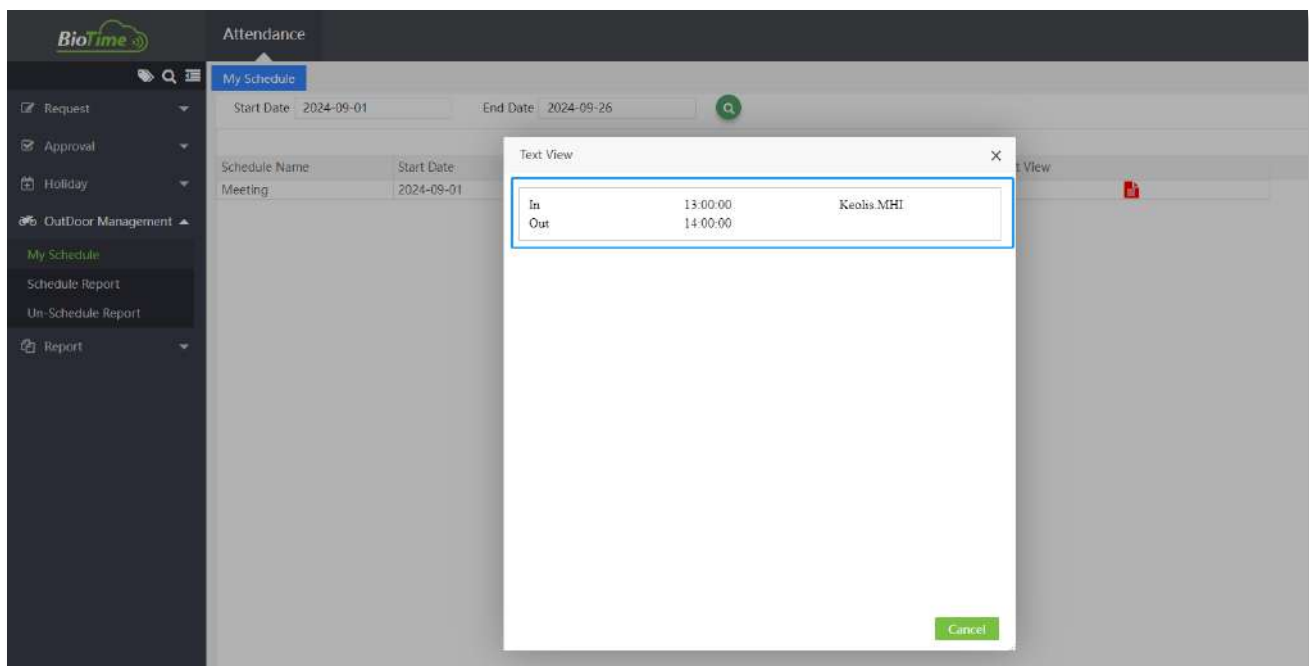 BioTime
Attendance
My Schedule
Request
Start Date 2024-09-01 End Date 2024-09-26
Approval
Text View
Schedule Name Start Date t View
Holiday
Meeting 2024-09-01
In 13:00:00 Keolis.MHI
Out 14:00:00
OutDoor Management
My Schedule
Schedule Report
Un-Schedule Report
Report
Cancel